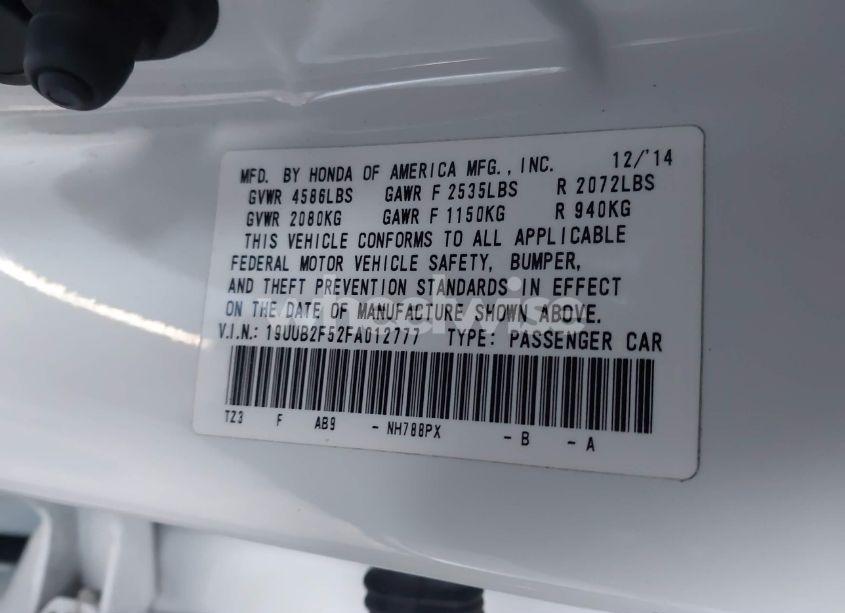 MFD. BY HONDA OF AMERICA MFG., INC. 12/'14
GVWR 4586LBS GAWR F 2535LBS R 2072LBS
GVWR 2080KG GAWR F 1150KG R 940KG
THIS VEHICLE CONFORMS TO ALL APPLICABLE
FEDERAL MOTOR VEHICLE SAFETY, BUMPER,
AND THEFT PREVENTION STANDARDS IN EFFECT
ON THE DATE OF MANUFACTURE SHOWN ABOVE.
wheelwise
V.I.N.: 19UUB2F52FA012777 TYPE: PASSENGER CAR
TZ3 F AB9 - NH788PX - B - A